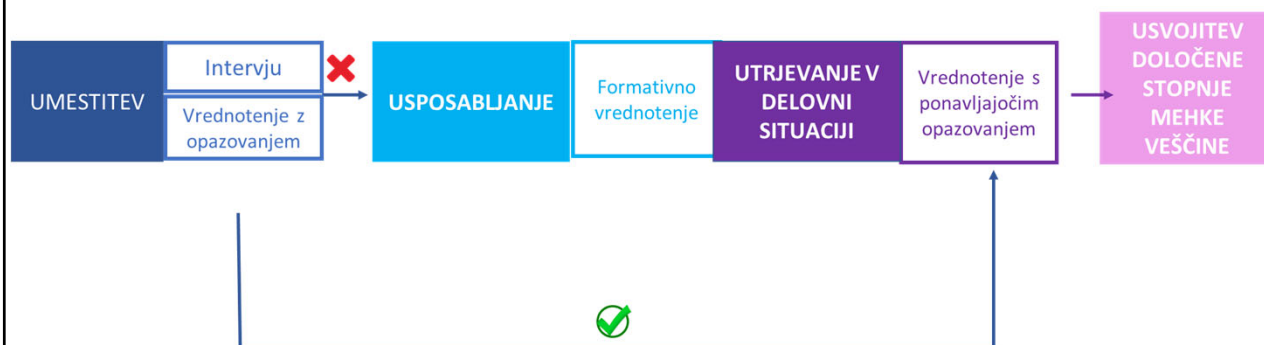 UMESTITEV
Intervju
Vrednotenje z
opazovanjem
USPOSABLJANJE
Formativno
vrednotenje
UTRJEVANJE V
DELOVNI
SITUACIJI
Vrednotenje s
ponavljajočim
opazovanjem
USVOJITEV
DOLOČENE
STOPNJE
MEHKE
VEŠČINE